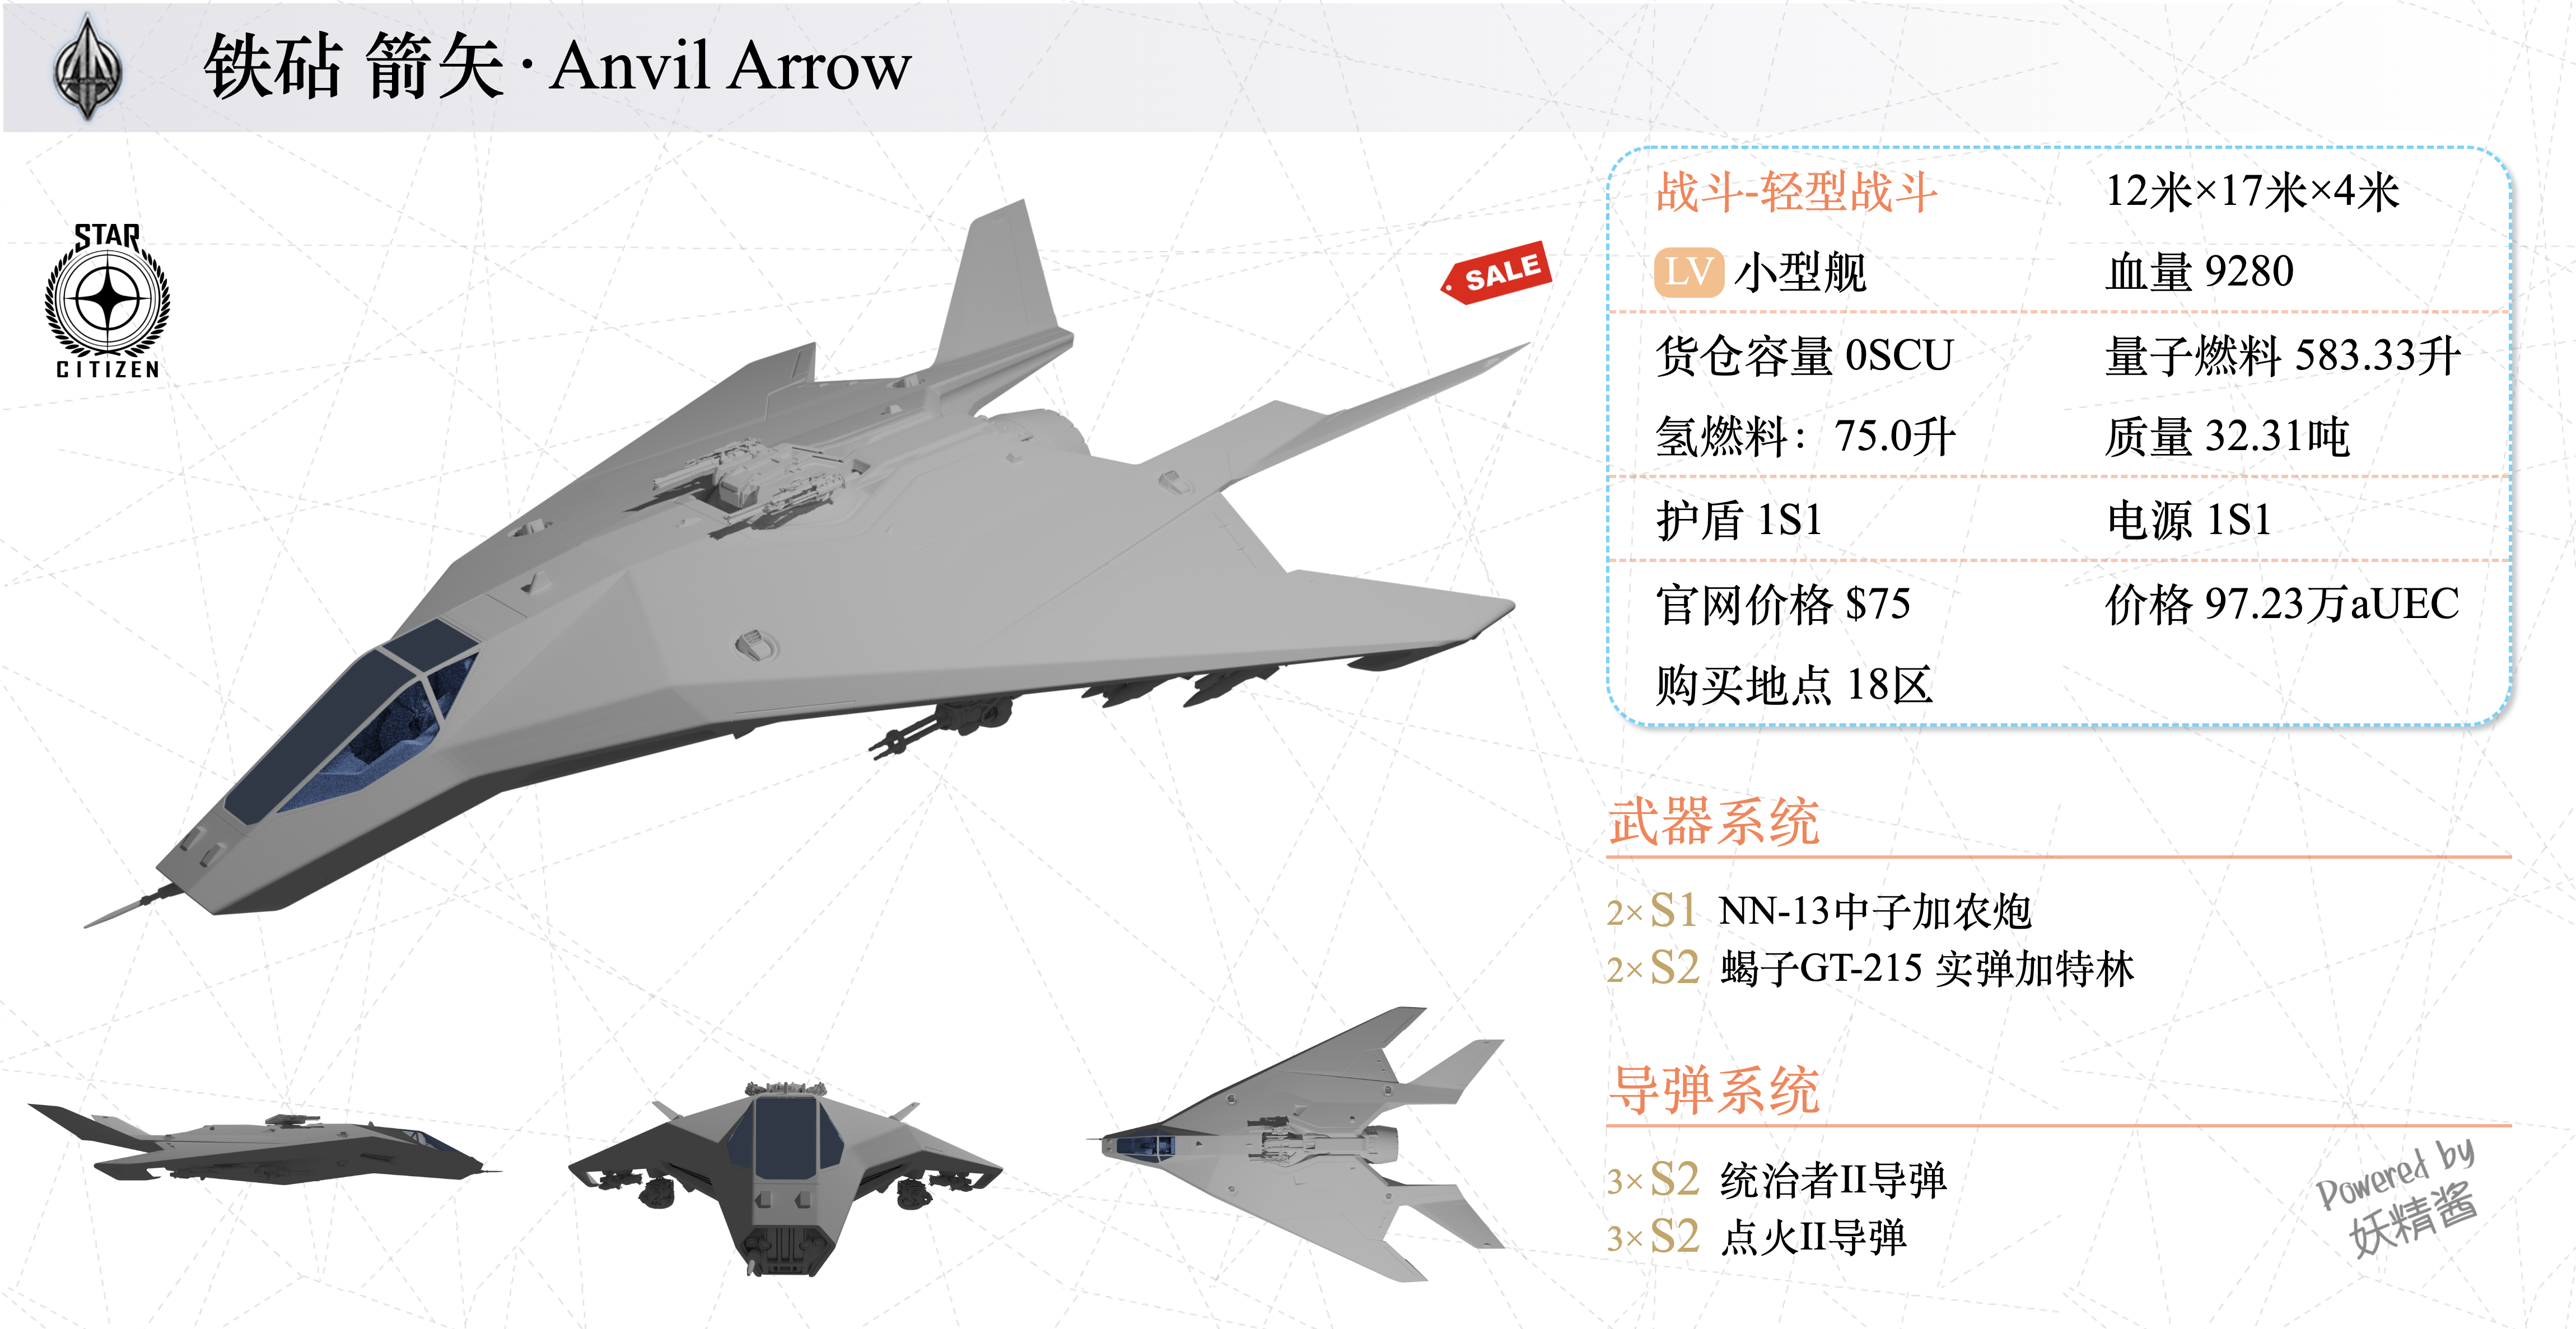 铁砧 箭矢·Anvil Arrow
STAR
CITIZEN
SALE
战斗-轻型战斗 12米×17米×4米
LV 小型舰 血量 9280
货仓容量 0SCU 量子燃料 583.33升
氢燃料：75.0升 质量 32.31吨
护盾 1S1 电源 1S1
官网价格 $75 价格 97.23万aUEC
购买地点 18区
武器系统
2× S1 NN-13中子加农炮
2× S2 蝎子GT-215 实弹加特林
导弹系统
3× S2 统治者II导弹
3× S2 点火II导弹
Powered by
妖精酱